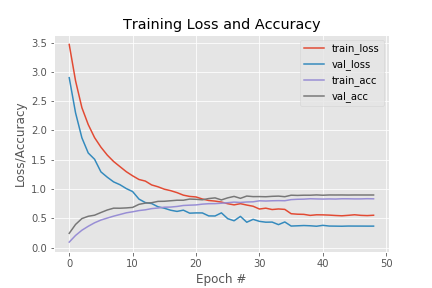 Training Loss and Accuracy
3.5
3.0
2.5
2.0
1.5
1.0
0.5
0.0
Loss/Accuracy
train_loss
val_loss
train_acc
val_acc
0 10 20 30 40 50
Epoch #